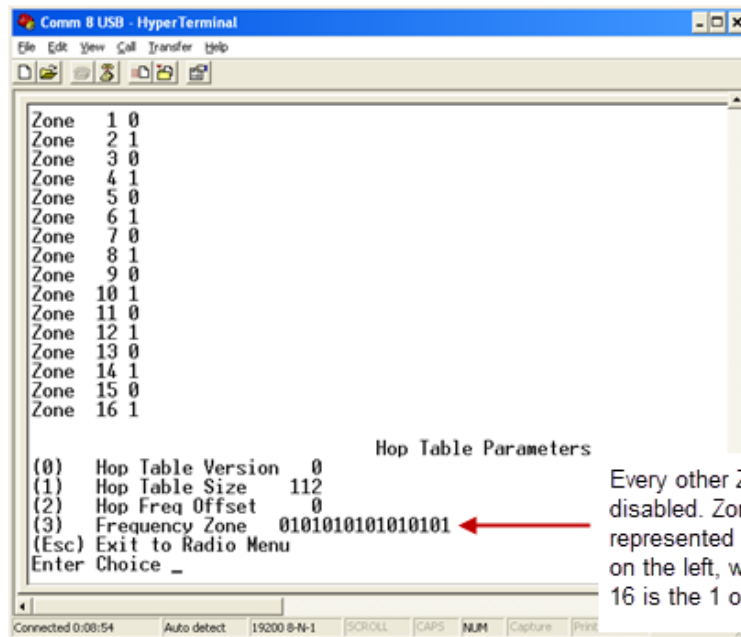 Comm 8 USB - HyperTerminal
File Edit View Call Transfer Help
Zone 1 0
Zone 2 1
Zone 3 0
Zone 4 1
Zone 5 0
Zone 6 1
Zone 7 0
Zone 8 1
Zone 9 0
Zone 10 1
Zone 11 0
Zone 12 1
Zone 13 0
Zone 14 1
Zone 15 0
Zone 16 1
Hop Table Parameters
(0) Hop Table Version 0
(1) Hop Table Size 112
(2) Hop Freq Offset 0
(3) Frequency Zone 0101010101010101
(Esc) Exit to Radio Menu
Enter Choice _
Every other
disabled.
represented
on the left,
16 is the 1
Connected 0:08:54 Auto detect 19200 8-N-1 SCROLL CAPS NUM Capture Print